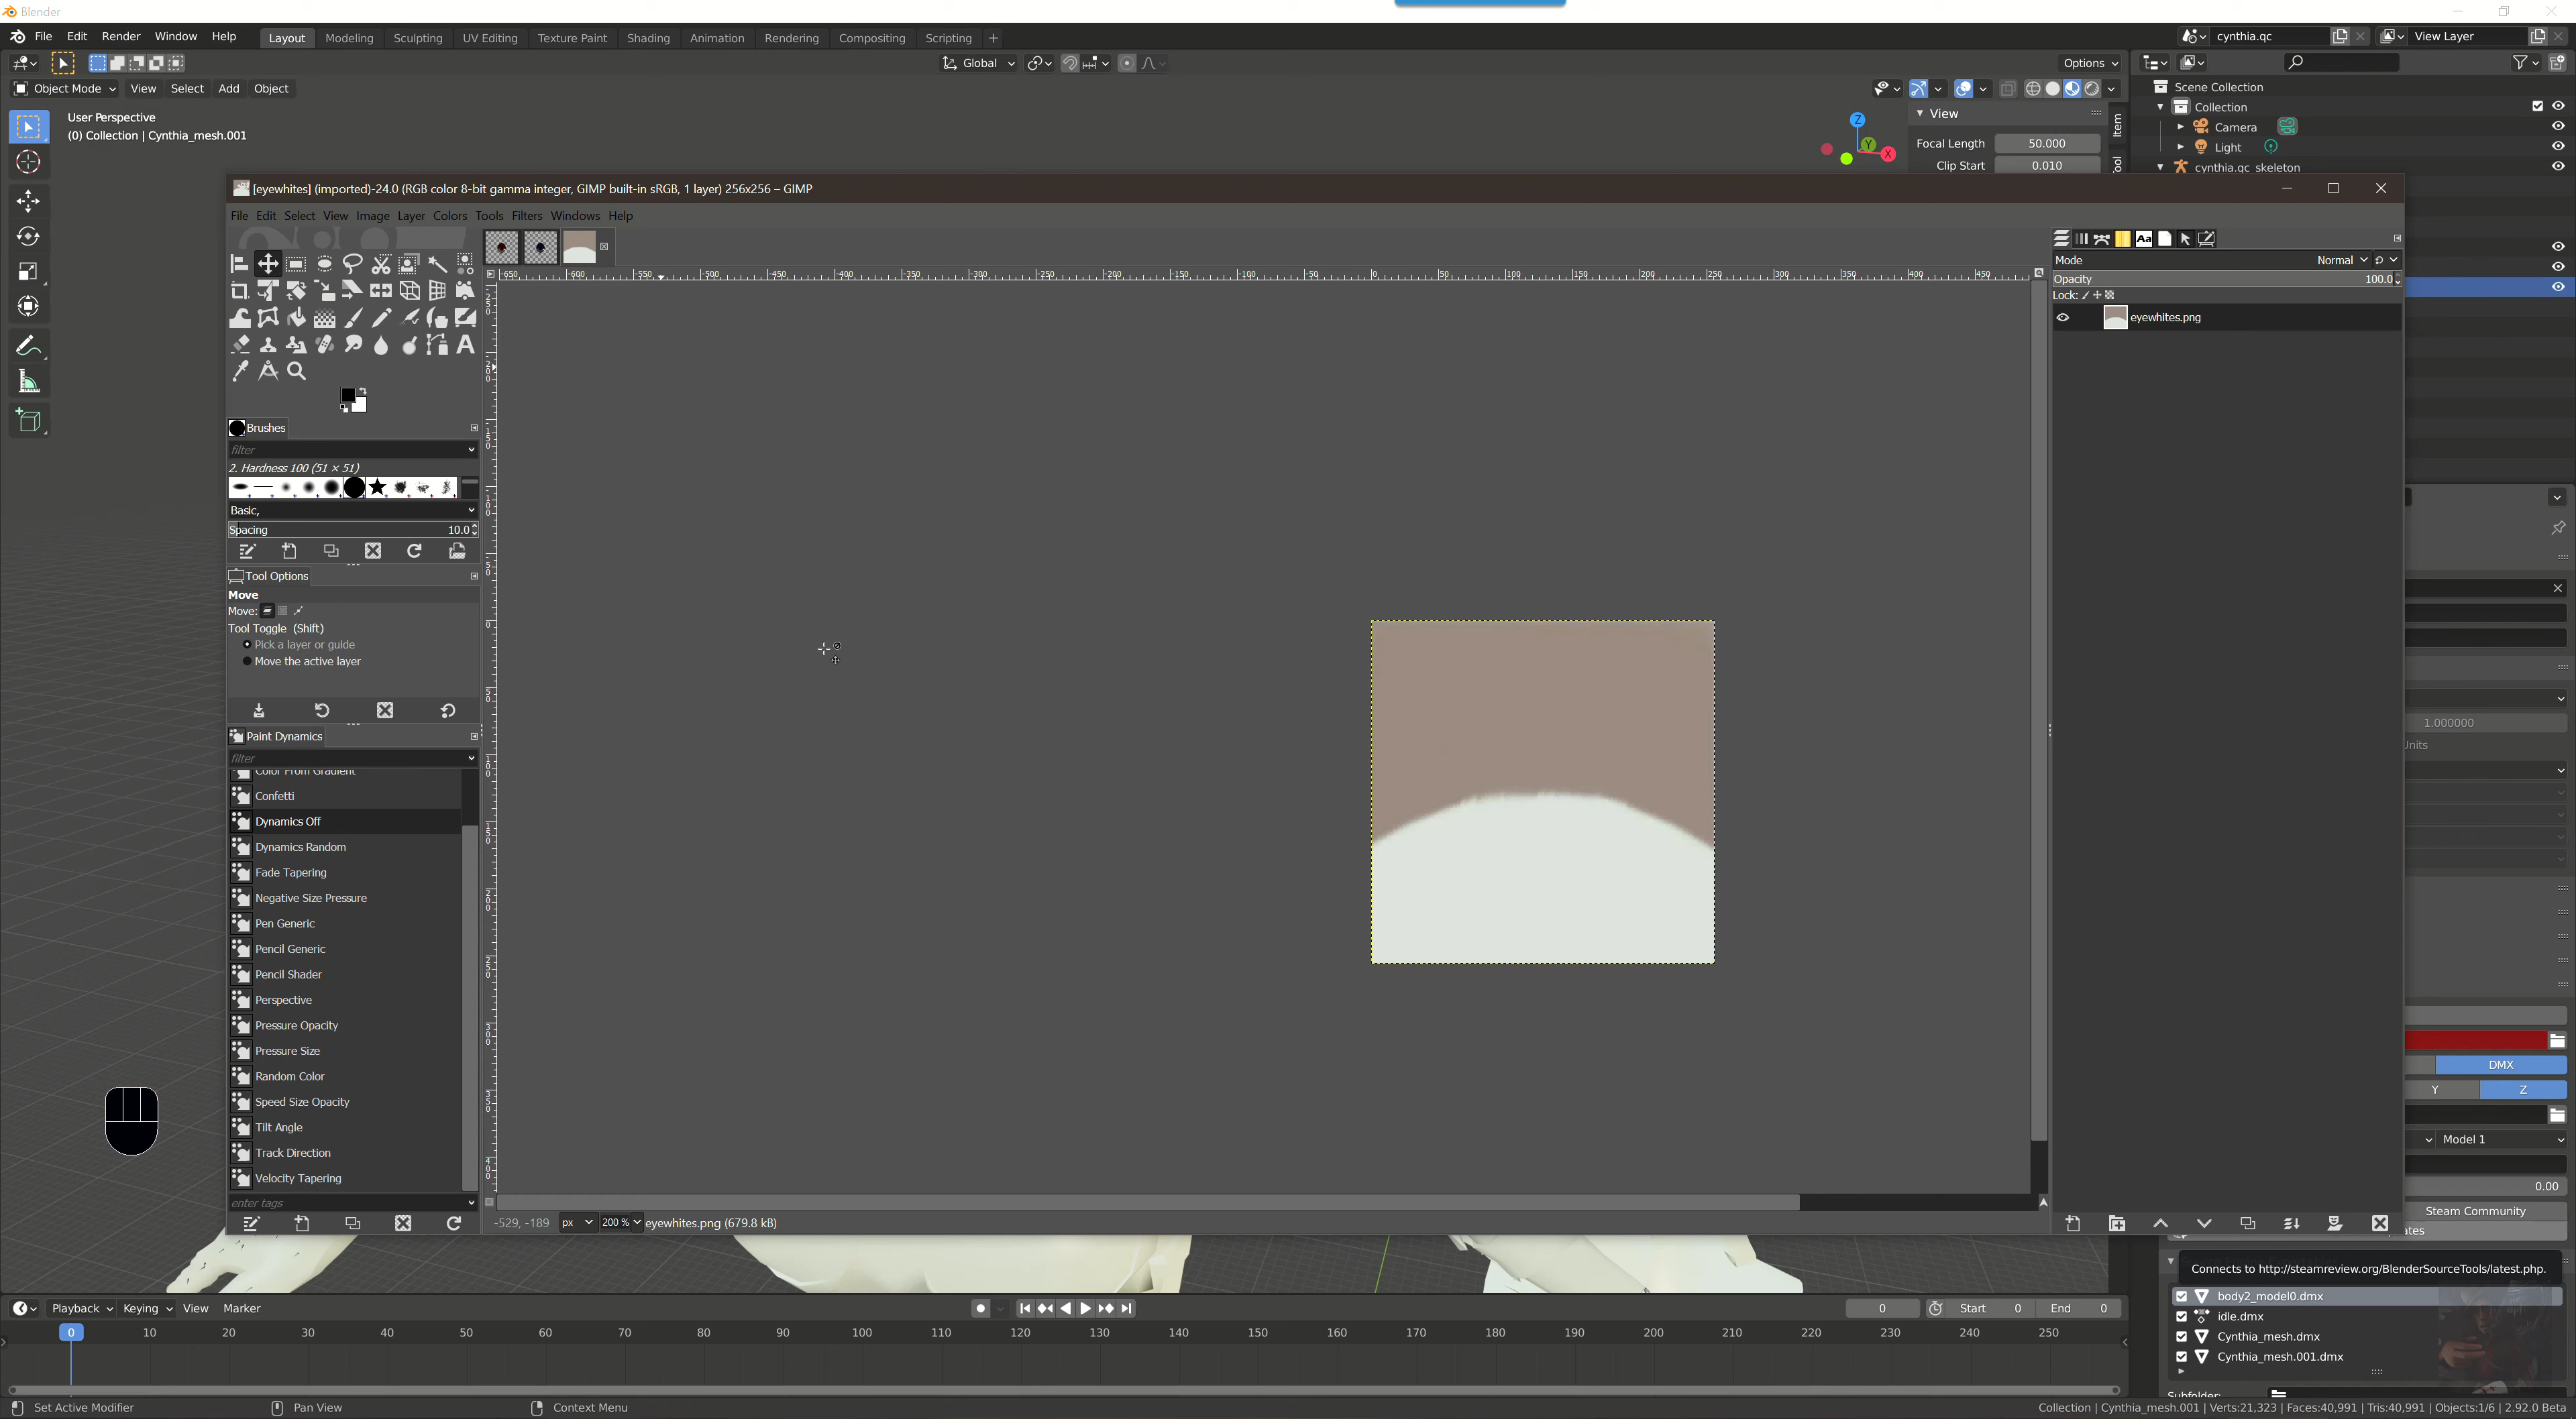 Blender
File Edit Render Window Help Layout Modeling Sculpting UV Editing Texture Paint Shading Animation Rendering Compositing Scripting +
cynthia.qc View Layer
Global
Options
Object Mode View Select Add Object
User Perspective
(0) Collection | Cynthia_mesh.001
Z
Y
X
View
Focal Length 50.000
Clip Start 0.010
Item
Scene Collection
Collection
Camera
Light
cynthia.qc_skeleton
[eyewhites] (imported)-24.0 (RGB color 8-bit gamma integer, GIMP built-in sRGB, 1 layer) 256x256 – GIMP
File Edit Select View Image Layer Colors Tools Filters Windows Help
Brushes
filter
2. Hardness 100 (51 × 51)
Basic,
Spacing 10.0
Tool Options
Move
Move:
Tool Toggle (Shift)
Pick a layer or guide
Move the active layer
Paint Dynamics
filter
Color From Gradient
Confetti
Dynamics Off
Dynamics Random
Fade Tapering
Negative Size Pressure
Pen Generic
Pencil Generic
Pencil Shader
Perspective
Pressure Opacity
Pressure Size
Random Color
Speed Size Opacity
Tilt Angle
Track Direction
Velocity Tapering
enter tags
-529, -189 px 200 % eyewhites.png (679.8 kB)
Mode Normal
Opacity 100.0
Lock:
eyewhites.png
1.000000
DMX
Y Z
Model 1
0.00
Steam Community
ates
Connects to http://steamreview.org/BlenderSourceTools/latest.php.
body2_model0.dmx
idle.dmx
Cynthia_mesh.dmx
Cynthia_mesh.001.dmx
Playback Keying View Marker
0 Start 0 End 0
0 10 20 30 40 50 60 70 80 90 100 110 120 130 140 150 160 170 180 190 200 210 220 230 240 250
Set Active Modifier Pan View Context Menu
Collection | Cynthia_mesh.001 | Verts:21,323 | Faces:40,991 | Tris:40,991 | Objects:1/6 | 2.92.0 Beta